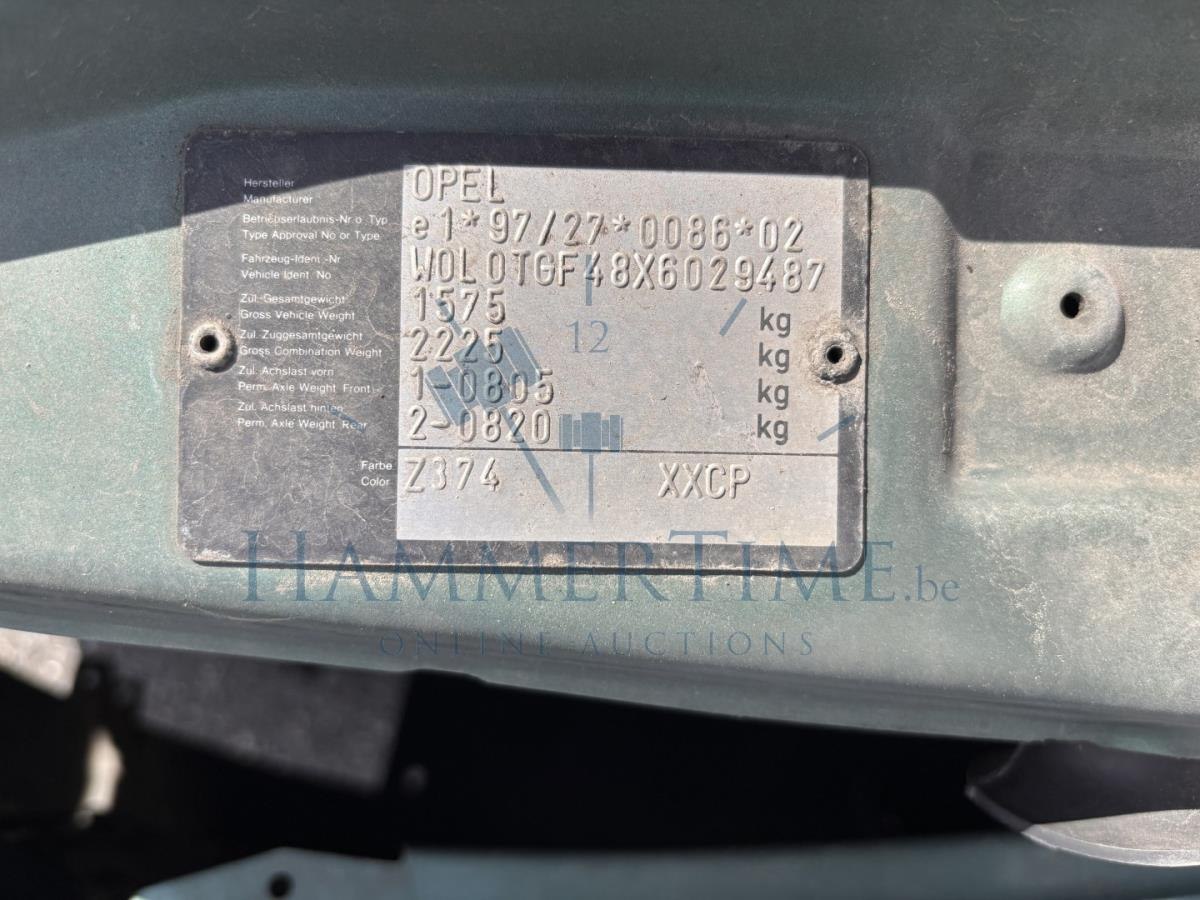 Hersteller
Manufacturer
OPEL
Betriebserlaubnis-Nr o. Typ
Type Approval No or Type
e1*97/27*0086*02
Fahrzeug-Ident.-Nr
Vehicle Ident. No
W0L0TGF48X6029487
Zul. Gesamtgewicht
Gross Vehicle Weight
1575 kg
Zul. Zuggesamtgewicht
Gross Combination Weight
2225 kg
Zul. Achslast vorn
Perm. Axle Weight Front
1-0805 kg
Zul. Achslast hinten
Perm. Axle Weight Rear
2-0820 kg
Farbe
Color
Z374 XXCP
12
HAMMERTIME.be
ONLINE AUCTIONS